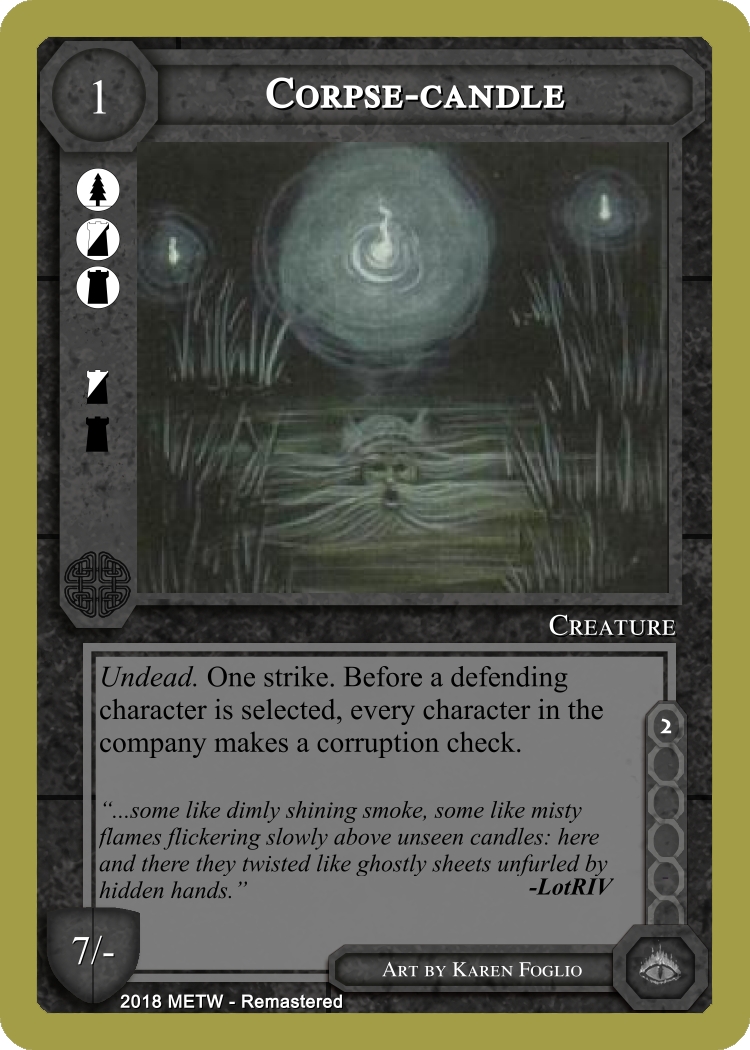 1
Corpse-candle
Creature
Undead. One strike. Before a defending
character is selected, every character in the
company makes a corruption check.
2
“...some like dimly shining smoke, some like misty
flames flickering slowly above unseen candles: here
and there they twisted like ghostly sheets unfurled by
hidden hands.” -LotRIV
7/-
Art by Karen Foglio
2018 METW - Remastered